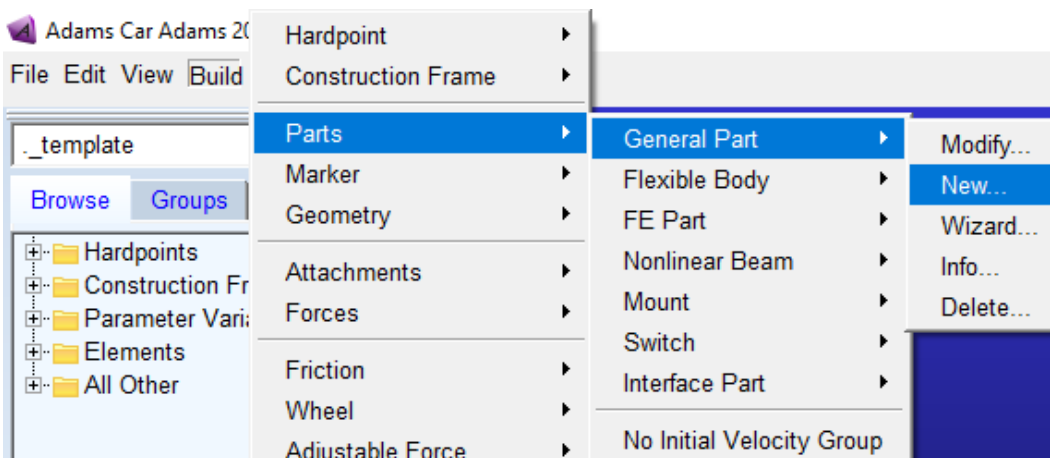 Adams Car Adams 20
File Edit View Build
._template
Browse Groups
Hardpoints
Construction Fr
Parameter Vari
Elements
All Other
Hardpoint
Construction Frame
Parts
Marker
Geometry
Attachments
Forces
Friction
Wheel
Adjustable Force
General Part
Flexible Body
FE Part
Nonlinear Beam
Mount
Switch
Interface Part
No Initial Velocity Group
Modify...
New...
Wizard...
Info...
Delete...